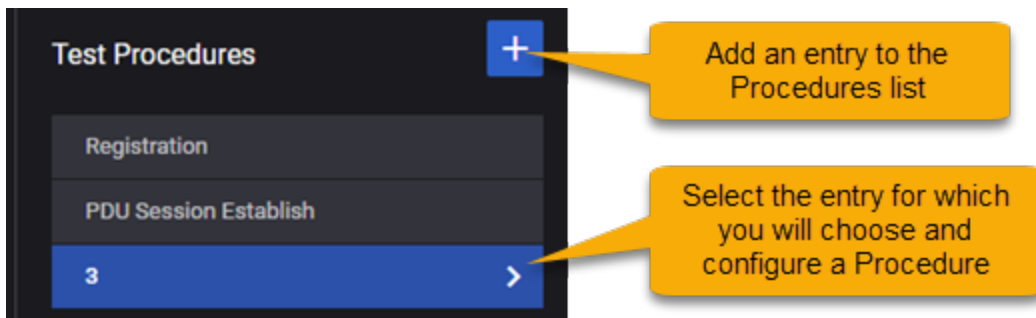 Test Procedures
+
Add an entry to the
Procedures list
Registration
PDU Session Establish
3
Select the entry for which
you will choose and
configure a Procedure